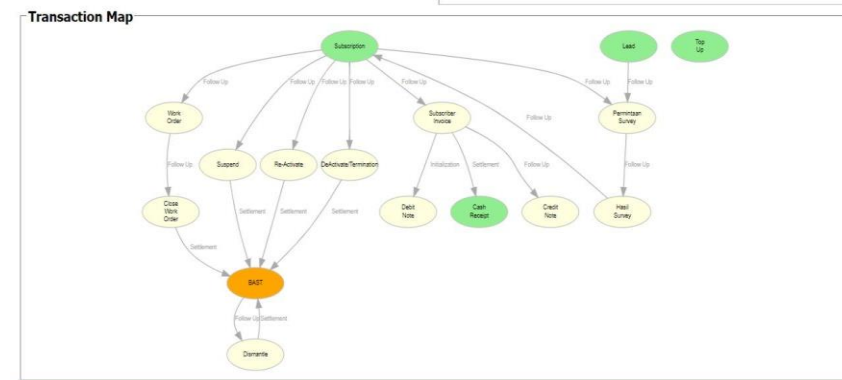 Transaction Map
Subscription
Lead
Top
Up
Follow Up
Follow Up
Follow Up
Follow Up
Follow Up
Follow Up
Follow Up
Work
Order
Subscriber
Invoice
Follow Up
Permintaan
Survey
Follow Up
Suspend
Re-Activate
DeActivate/Termination
Initialization
Settlement
Follow Up
Follow Up
Close
Work
Order
Settlement
Settlement
Settlement
Debit
Note
Cash
Receipt
Credit
Note
Hasil
Survey
Settlement
BAST
Follow Up
Settlement
Dismantle